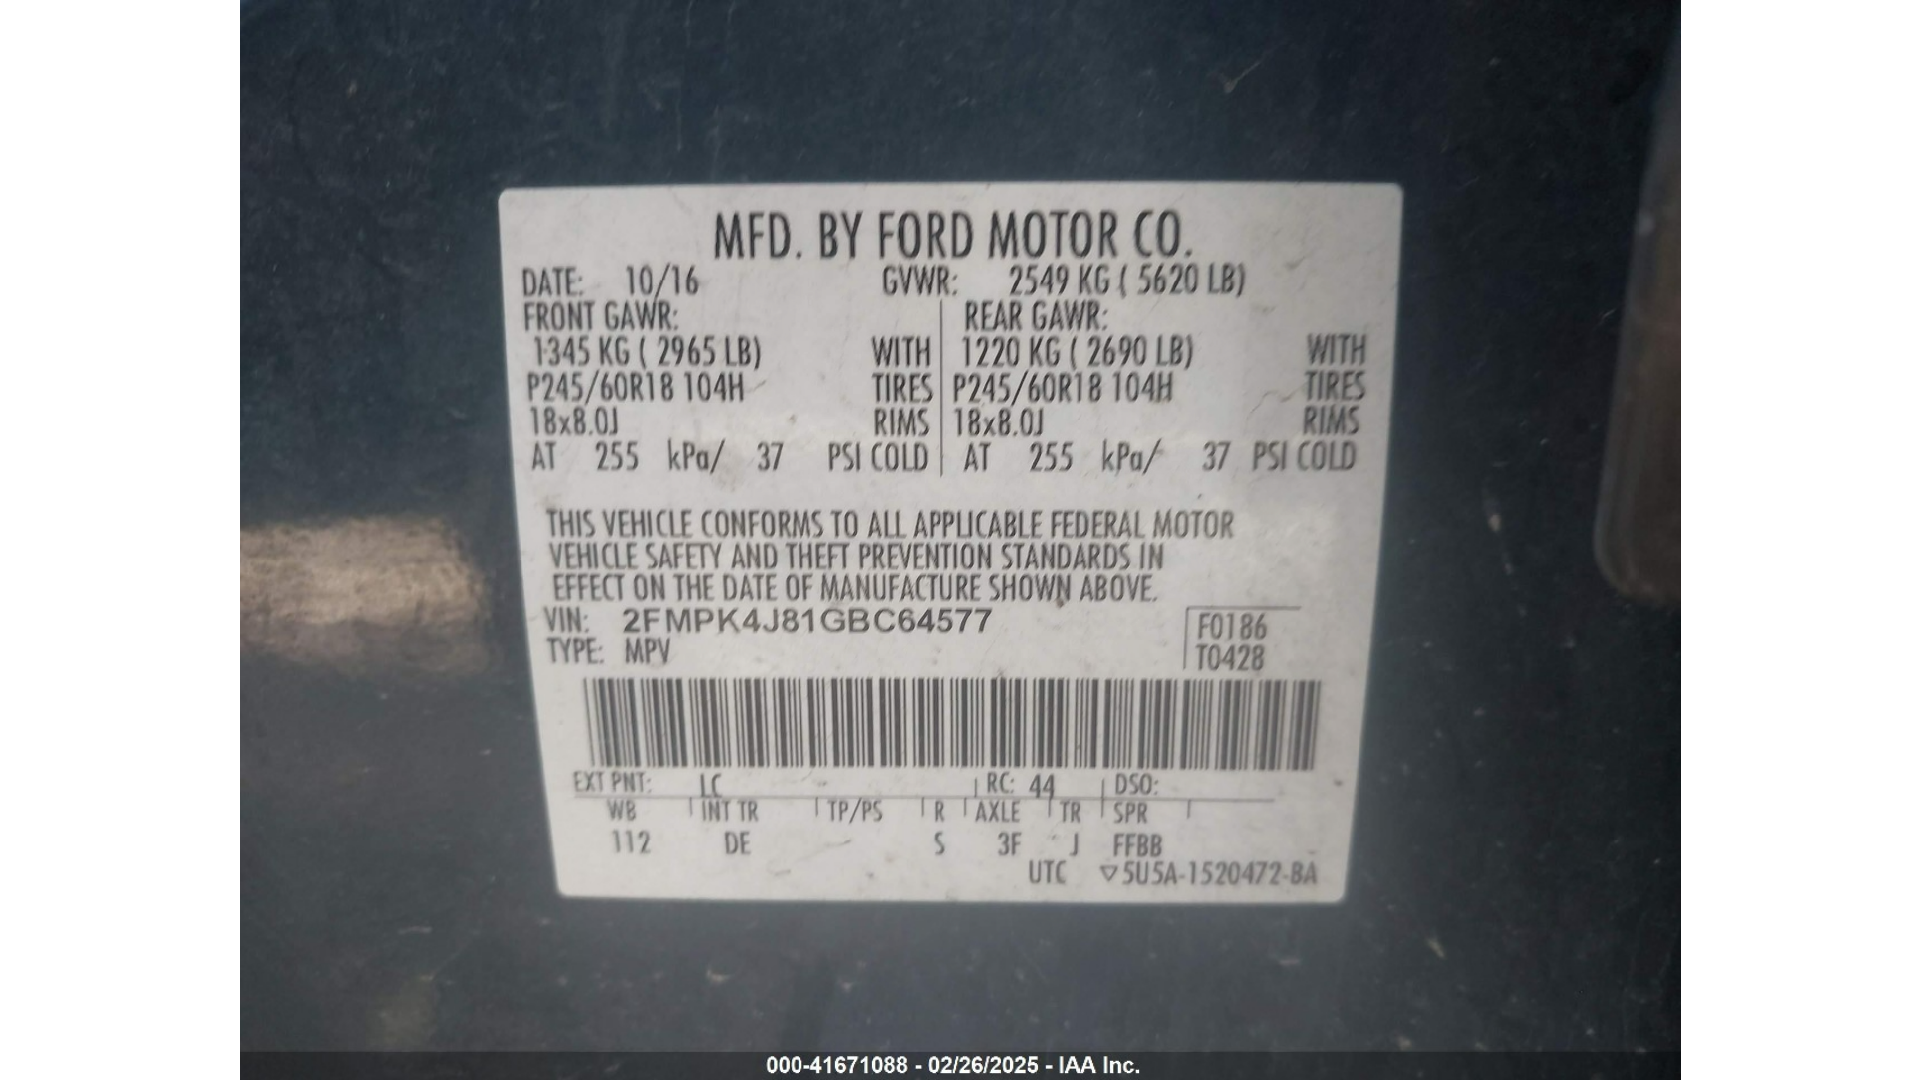 MFD. BY FORD MOTOR CO.
DATE: 10/16 GVWR: 2549 KG ( 5620 LB)
FRONT GAWR: REAR GAWR:
1345 KG ( 2965 LB) WITH 1220 KG ( 2690 LB) WITH
P245/60R18 104H TIRES P245/60R18 104H TIRES
18x8.0J RIMS 18x8.0J RIMS
AT 255 kPa/ 37 PSI COLD AT 255 kPa/ 37 PSI COLD
THIS VEHICLE CONFORMS TO ALL APPLICABLE FEDERAL MOTOR
VEHICLE SAFETY AND THEFT PREVENTION STANDARDS IN
EFFECT ON THE DATE OF MANUFACTURE SHOWN ABOVE.
VIN: 2FMPK4J81GBC64577 F0186
TYPE: MPV T0428
EXT PNT: LC RC: 44 DSO:
WB INT TR TP/PS R AXLE TR SPR
112 DE S 3F J FFBB
UTC ▽5U5A-1520472-BA
000-41671088 - 02/26/2025 - IAA Inc.